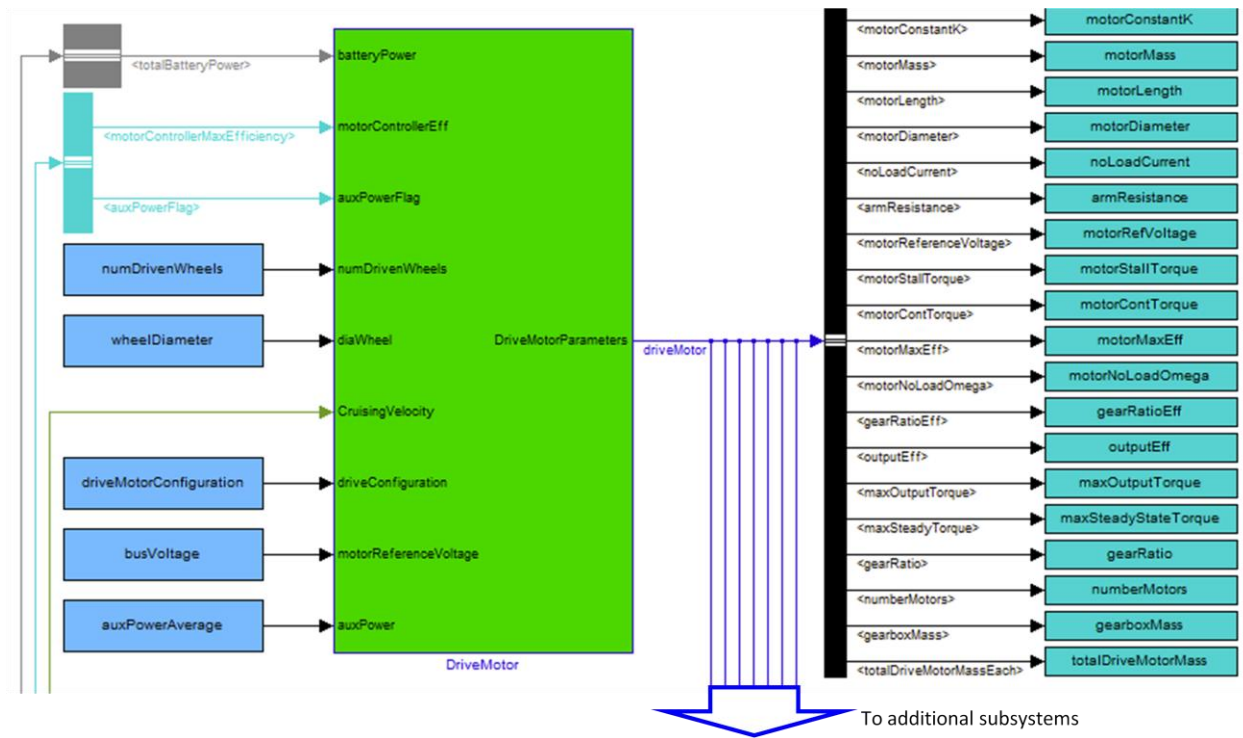 <totalBatteryPower>
<motorControllerMaxEfficiency>
<auxPowerFlag>
numDrivenWheels
wheelDiameter
driveMotorConfiguration
busVoltage
auxPowerAverage
batteryPower
motorControllerEff
auxPowerFlag
numDrivenWheels
diaWheel
DriveMotorParameters
CruisingVelocity
driveConfiguration
motorReferenceVoltage
auxPower
DriveMotor
driveMotor
<motorConstantK>
<motorMass>
<motorLength>
<motorDiameter>
<noLoadCurrent>
<armResistance>
<motorReferenceVoltage>
<motorStallTorque>
<motorContTorque>
<motorMaxEff>
<motorNoLoadOmega>
<gearRatioEff>
<outputEff>
<maxOutputTorque>
<maxSteadyTorque>
<gearRatio>
<numberMotors>
<gearboxMass>
<totalDriveMotorMassEach>
motorConstantK
motorMass
motorLength
motorDiameter
noLoadCurrent
armResistance
motorRefVoltage
motorStallTorque
motorContTorque
motorMaxEff
motorNoLoadOmega
gearRatioEff
outputEff
maxOutputTorque
maxSteadyStateTorque
gearRatio
numberMotors
gearboxMass
totalDriveMotorMass
To additional subsystems